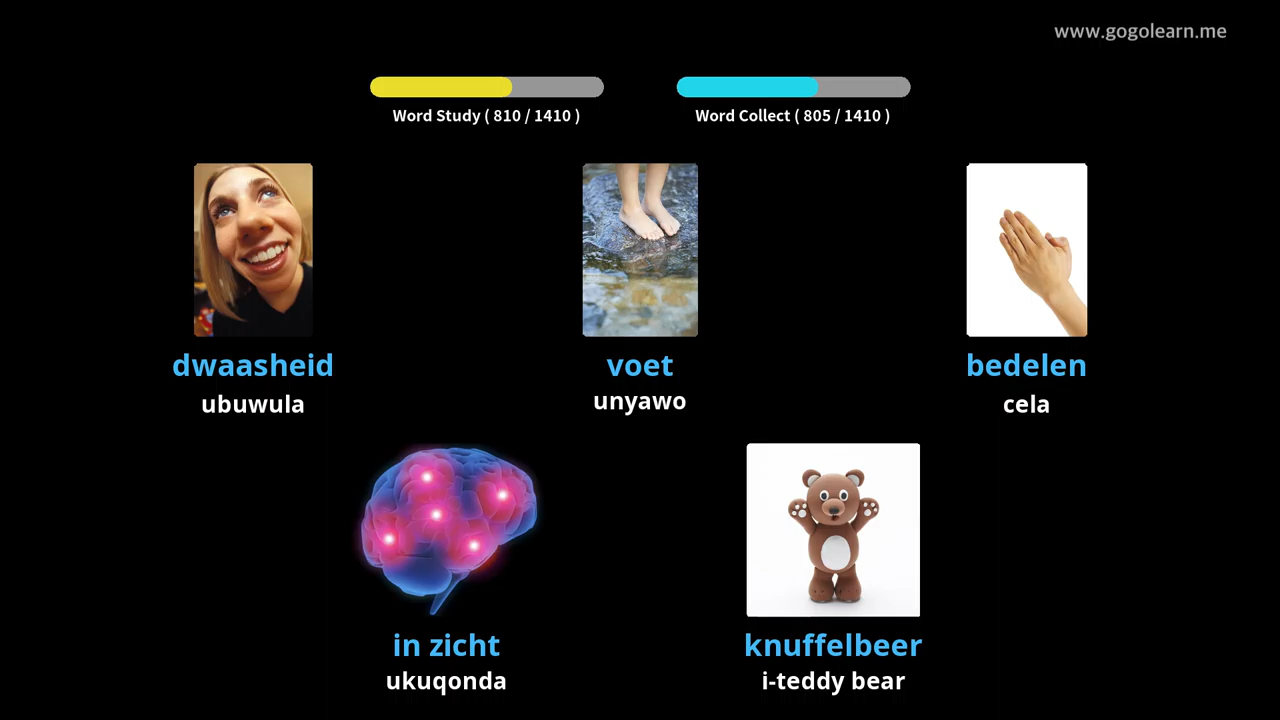 www.gogolearn.me
Word Study ( 810 / 1410 )
Word Collect ( 805 / 1410 )
dwaasheid
ubuwula
voet
unyawo
bedelen
cela
in zicht
ukuqonda
knuffelbeer
i-teddy bear